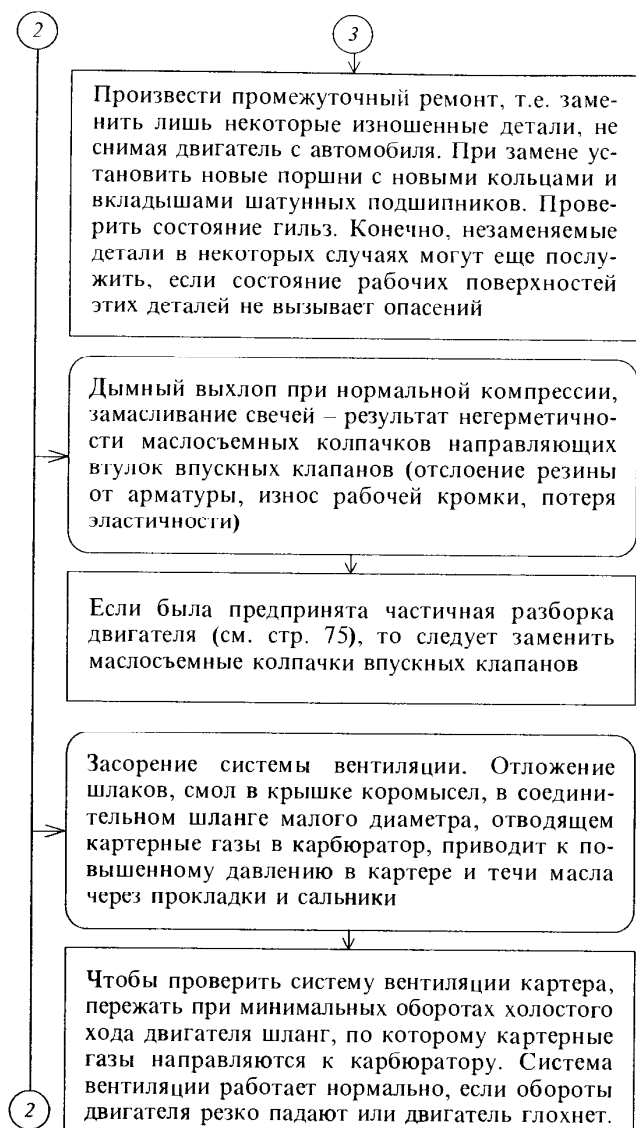 2
3
Произвести промежуточный ремонт, т.е. заме-
нить лишь некоторые изношенные детали, не
снимая двигатель с автомобиля. При замене ус-
тановить новые поршни с новыми кольцами и
вкладышами шатунных подшипников. Прове-
рить состояние гильз. Конечно, незаменяемые
детали в некоторых случаях могут еще послу-
жить, если состояние рабочих поверхностей
этих деталей не вызывает опасений
Дымный выхлоп при нормальной компрессии,
замасливание свечей – результат негерметично-
сти маслосъемных колпачков направляющих
втулок впускных клапанов (отслоение резины
от арматуры, износ рабочей кромки, потеря
эластичности)
Если была предпринята частичная разборка
двигателя (см. стр. 75), то следует заменить
маслосъемные колпачки впускных клапанов
Засорение системы вентиляции. Отложение
шлаков, смол в крышке коромысел, в соедини-
тельном шланге малого диаметра, отводящем
картерные газы в карбюратор, приводит к по-
вышенному давлению в картере и течи масла
через прокладки и сальники
Чтобы проверить систему вентиляции картера,
пережать при минимальных оборотах холостого
хода двигателя шланг, по которому картерные
газы направляются к карбюратору. Система
вентиляции работает нормально, если обороты
двигателя резко падают или двигатель глохнет.
2